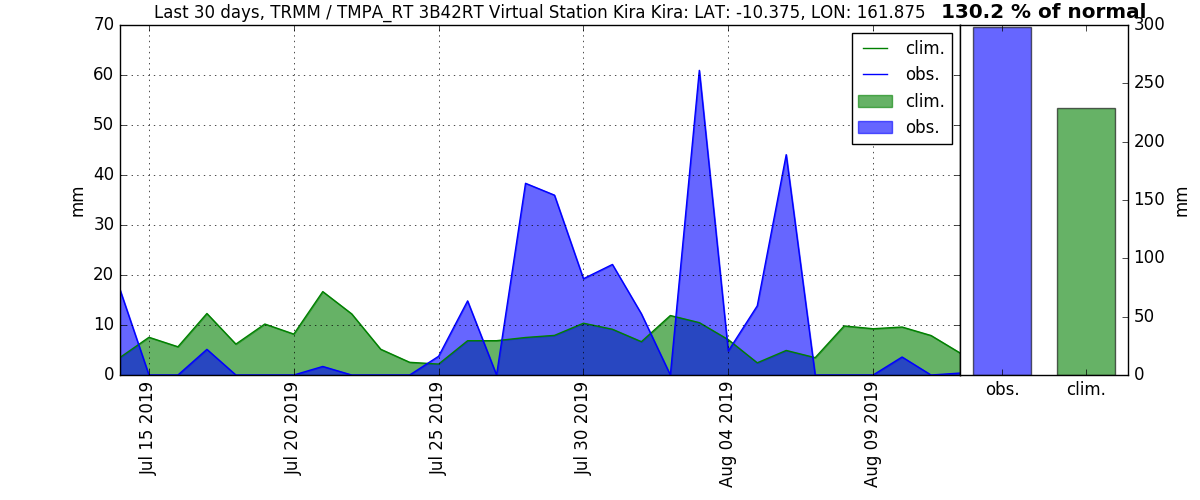 Last 30 days, TRMM / TMPA_RT 3B42RT Virtual Station Kira Kira: LAT: -10.375, LON: 161.875
130.2 % of normal
70
60
50
40
30
20
10
0
mm
clim.
obs.
clim.
obs.
Jul 15 2019
Jul 20 2019
Jul 25 2019
Jul 30 2019
Aug 04 2019
Aug 09 2019
300
250
200
150
100
50
0
mm
obs.
clim.